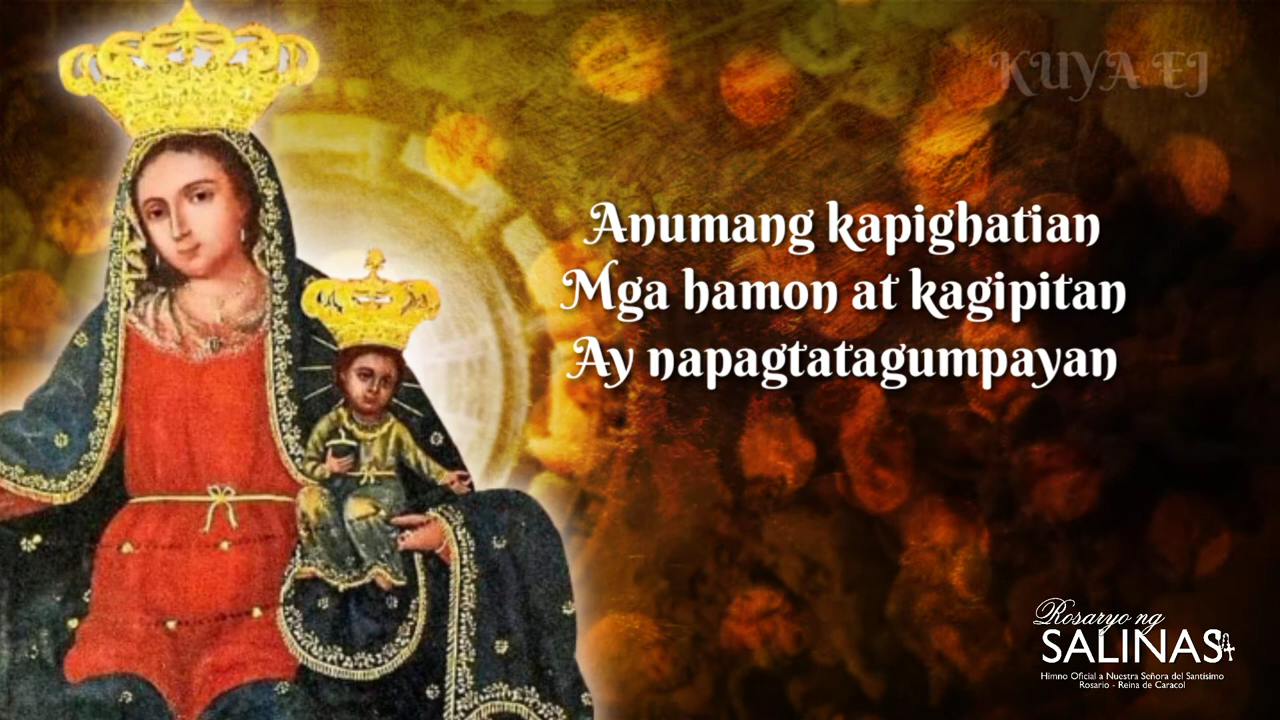 KUYA EJ
Anumang kapighatian
Mga hamon at kagipitan
Ay napagtatagumpayan
Rosaryo ng
SALINAS
Himno Oficial a Nuestra Señora del Santisimo
Rosario - Reina de Caracol